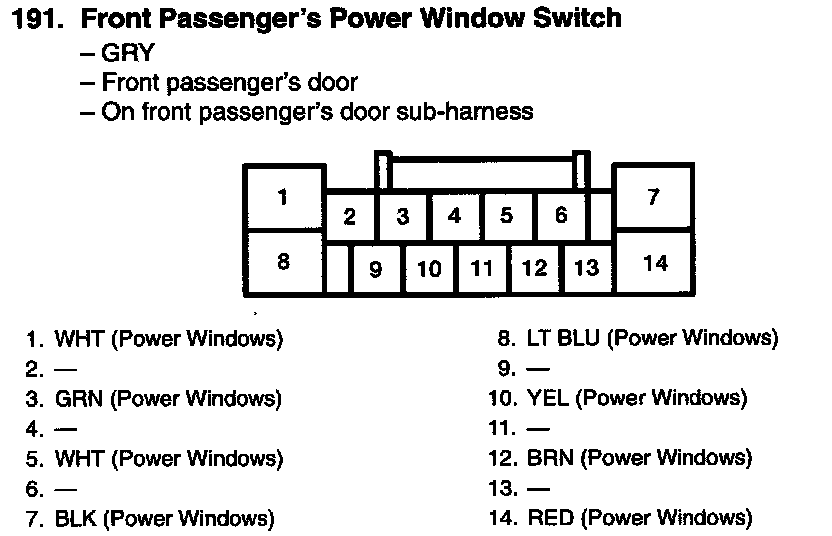 191. Front Passenger's Power Window Switch
– GRY
– Front passenger's door
– On front passenger's door sub-harness
1 2 3 4 5 6 7
8 9 10 11 12 13 14
1. WHT (Power Windows)
2. —
3. GRN (Power Windows)
4. —
5. WHT (Power Windows)
6. —
7. BLK (Power Windows)
8. LT BLU (Power Windows)
9. —
10. YEL (Power Windows)
11. —
12. BRN (Power Windows)
13. —
14. RED (Power Windows)